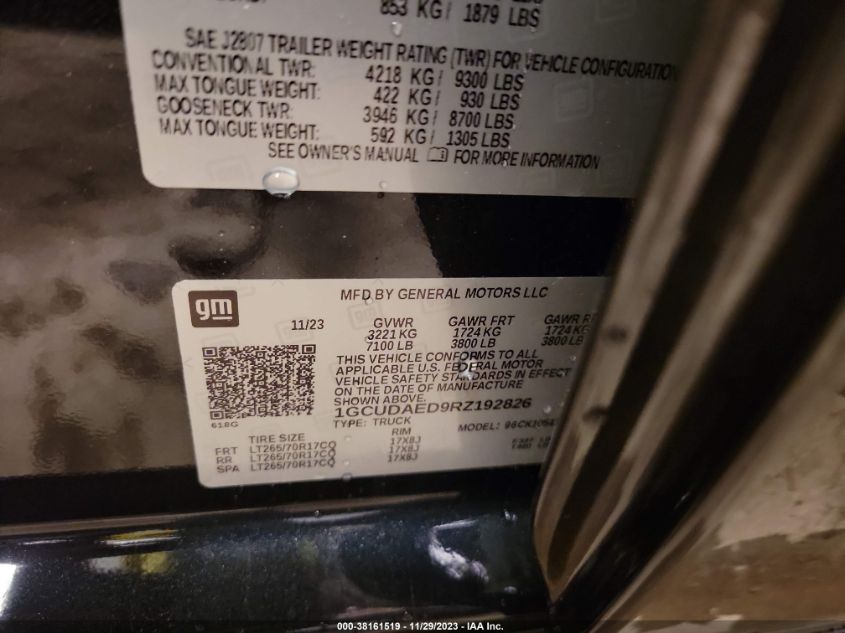 853 KG / 1879 LBS
SAE J2807 TRAILER WEIGHT RATING (TWR) FOR VEHICLE CONFIGURATION
CONVENTIONAL TWR: 4218 KG / 9300 LBS
MAX TONGUE WEIGHT: 422 KG / 930 LBS
GOOSENECK TWR: 3946 KG / 8700 LBS
MAX TONGUE WEIGHT: 592 KG / 1305 LBS
SEE OWNER'S MANUAL FOR MORE INFORMATION
gm
MFD BY GENERAL MOTORS LLC
11/23 GVWR GAWR FRT GAWR
3221 KG 1724 KG 1724 KG
7100 LB 3800 LB 3800 LB
THIS VEHICLE CONFORMS TO ALL
APPLICABLE U.S. FEDERAL MOTOR
VEHICLE SAFETY STANDARDS IN EFFECT
ON THE DATE OF MANUFACTURE
SHOWN ABOVE.
1GCUDAED9RZ192826
618G
TYPE: TRUCK MODEL:
TIRE SIZE RIM
FRT LT265/70R17CQ 17X8J
RR LT265/70R17CQ 17X8J
SPA LT265/70R17CQ 17X8J
000-38161519 // 11/29/2023 // IAA Inc.